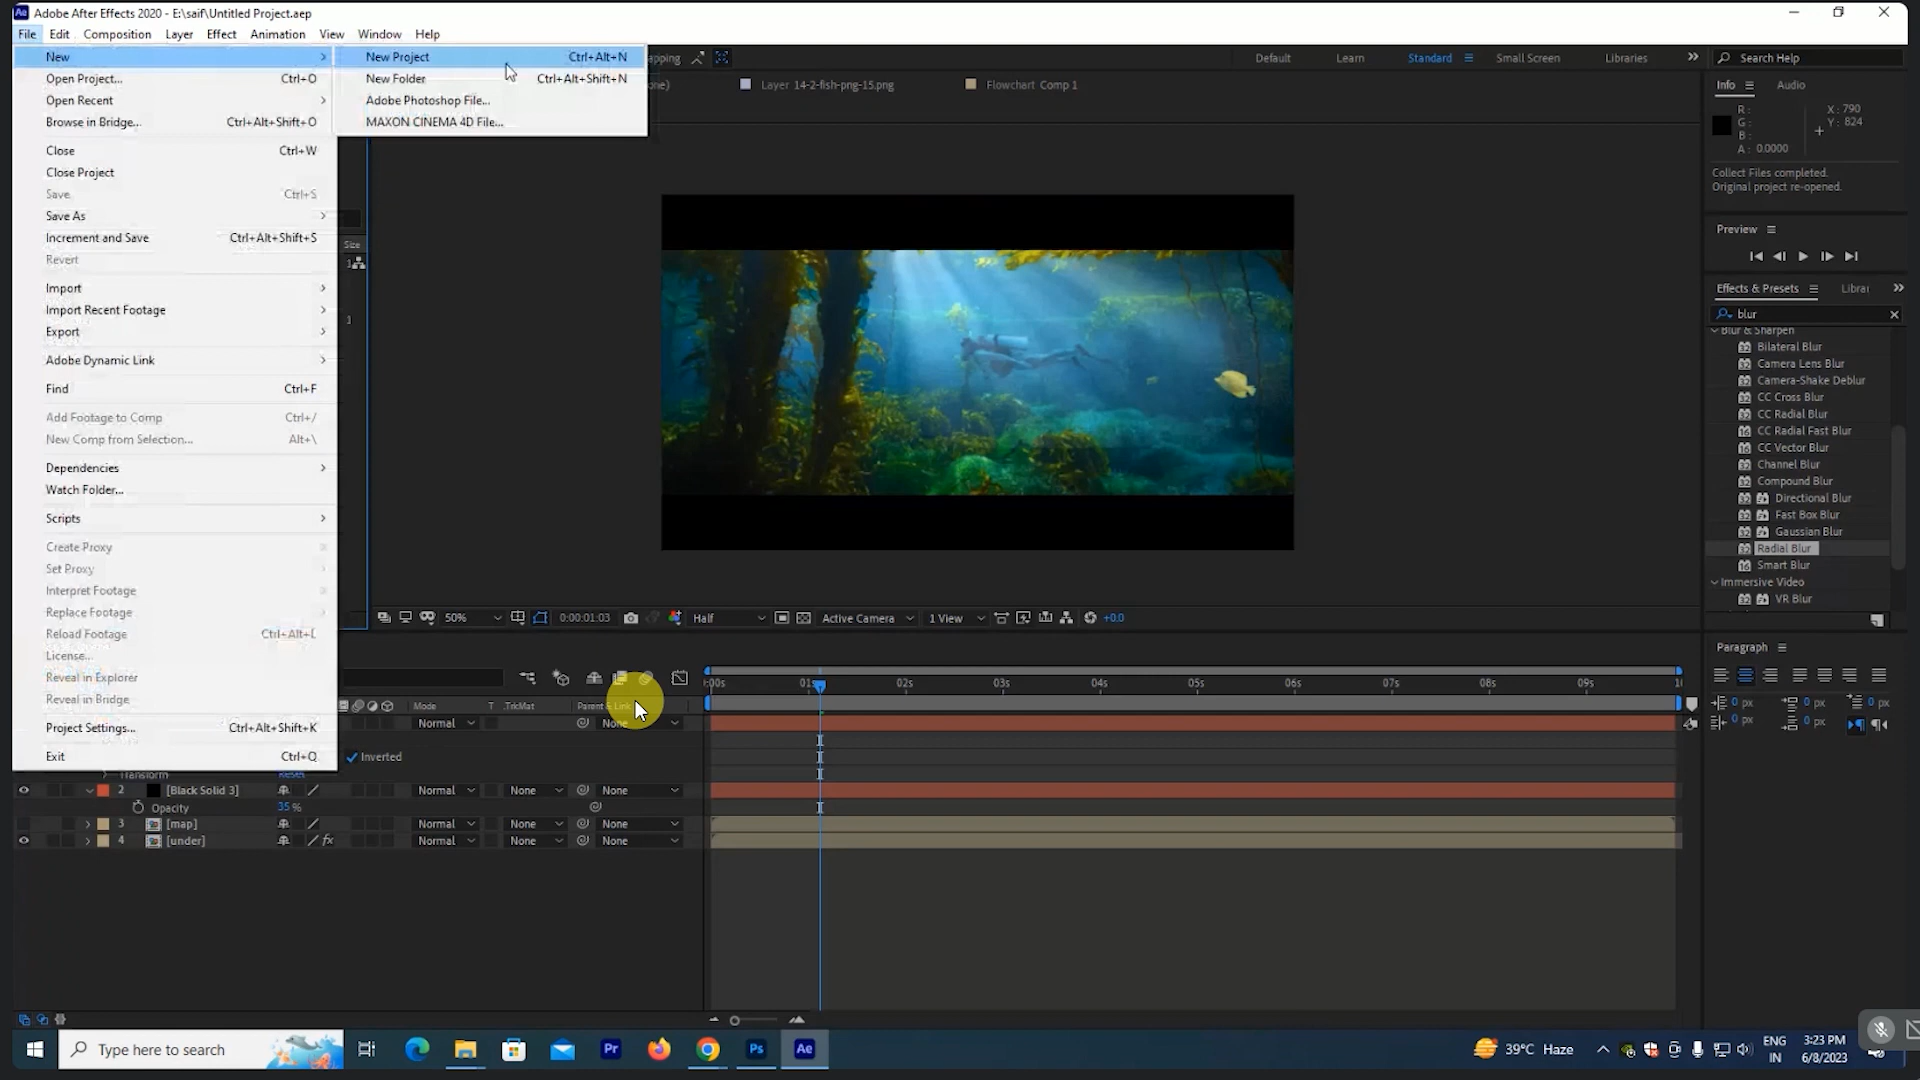 Adobe After Effects 2020 - E:\saif\Untitled Project.aep
File Edit Composition Layer Effect Animation View Window Help
New
Open Project... Ctrl+O
Open Recent
Browse in Bridge... Ctrl+Alt+Shift+O
Close Ctrl+W
Close Project
Save Ctrl+S
Save As
Increment and Save Ctrl+Alt+Shift+S
Revert
Import
Import Recent Footage
Export
Adobe Dynamic Link
Find Ctrl+F
Add Footage to Comp Ctrl+/
New Comp from Selection... Alt+\
Dependencies
Watch Folder...
Scripts
Create Proxy
Set Proxy
Interpret Footage
Replace Footage
Reload Footage Ctrl+Alt+L
License...
Reveal in Explorer
Reveal in Bridge
Project Settings... Ctrl+Alt+Shift+K
Exit Ctrl+Q
New Project Ctrl+Alt+N
New Folder Ctrl+Alt+Shift+N
Adobe Photoshop File...
MAXON CINEMA 4D File...
Default Learn Standard Small Screen Libraries Search Help
Layer 14-2-fish-png-15.png Flowchart Comp 1
Size
1
1
50% 0:00:01:03 Half Active Camera 1 View +0.0
Info Audio
R: X: 790
G: Y: 824
B:
A: 0.0000
Collect Files completed.
Original project re-opened.
Preview
Effects & Presets Librar
blur
Blur & Sharpen
Bilateral Blur
Camera Lens Blur
Camera-Shake Deblur
CC Cross Blur
CC Radial Blur
CC Radial Fast Blur
CC Vector Blur
Channel Blur
Compound Blur
Directional Blur
Fast Box Blur
Gaussian Blur
Radial Blur
Smart Blur
Immersive Video
VR Blur
Paragraph
0 px 0 px 0 px
0 px 0 px
:00s 01s 02s 03s 04s 05s 06s 07s 08s 09s 10
Mode T .TrkMat Parent & Link
Normal None
Inverted
Transform Reset
2 [Black Solid 3] Normal None None
Opacity 35 %
3 [map] Normal None None
4 [under] fx Normal None None
Type here to search
Pr Ps Ae
39°C Haze
ENG
IN
3:23 PM
6/8/2023